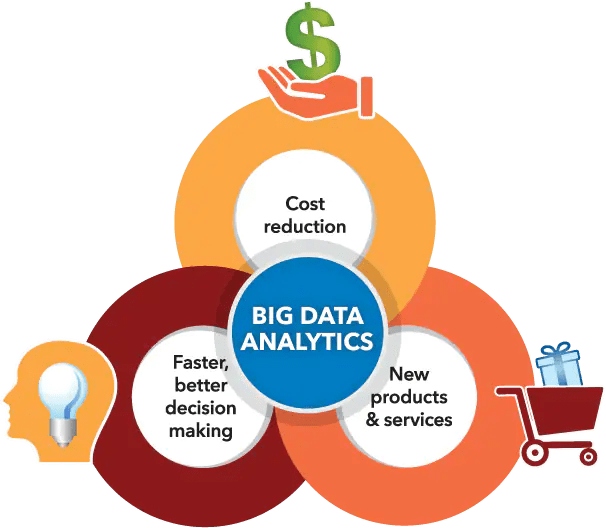 Cost
reduction
BIG DATA
ANALYTICS
Faster,
better
decision
making
New
products
& services